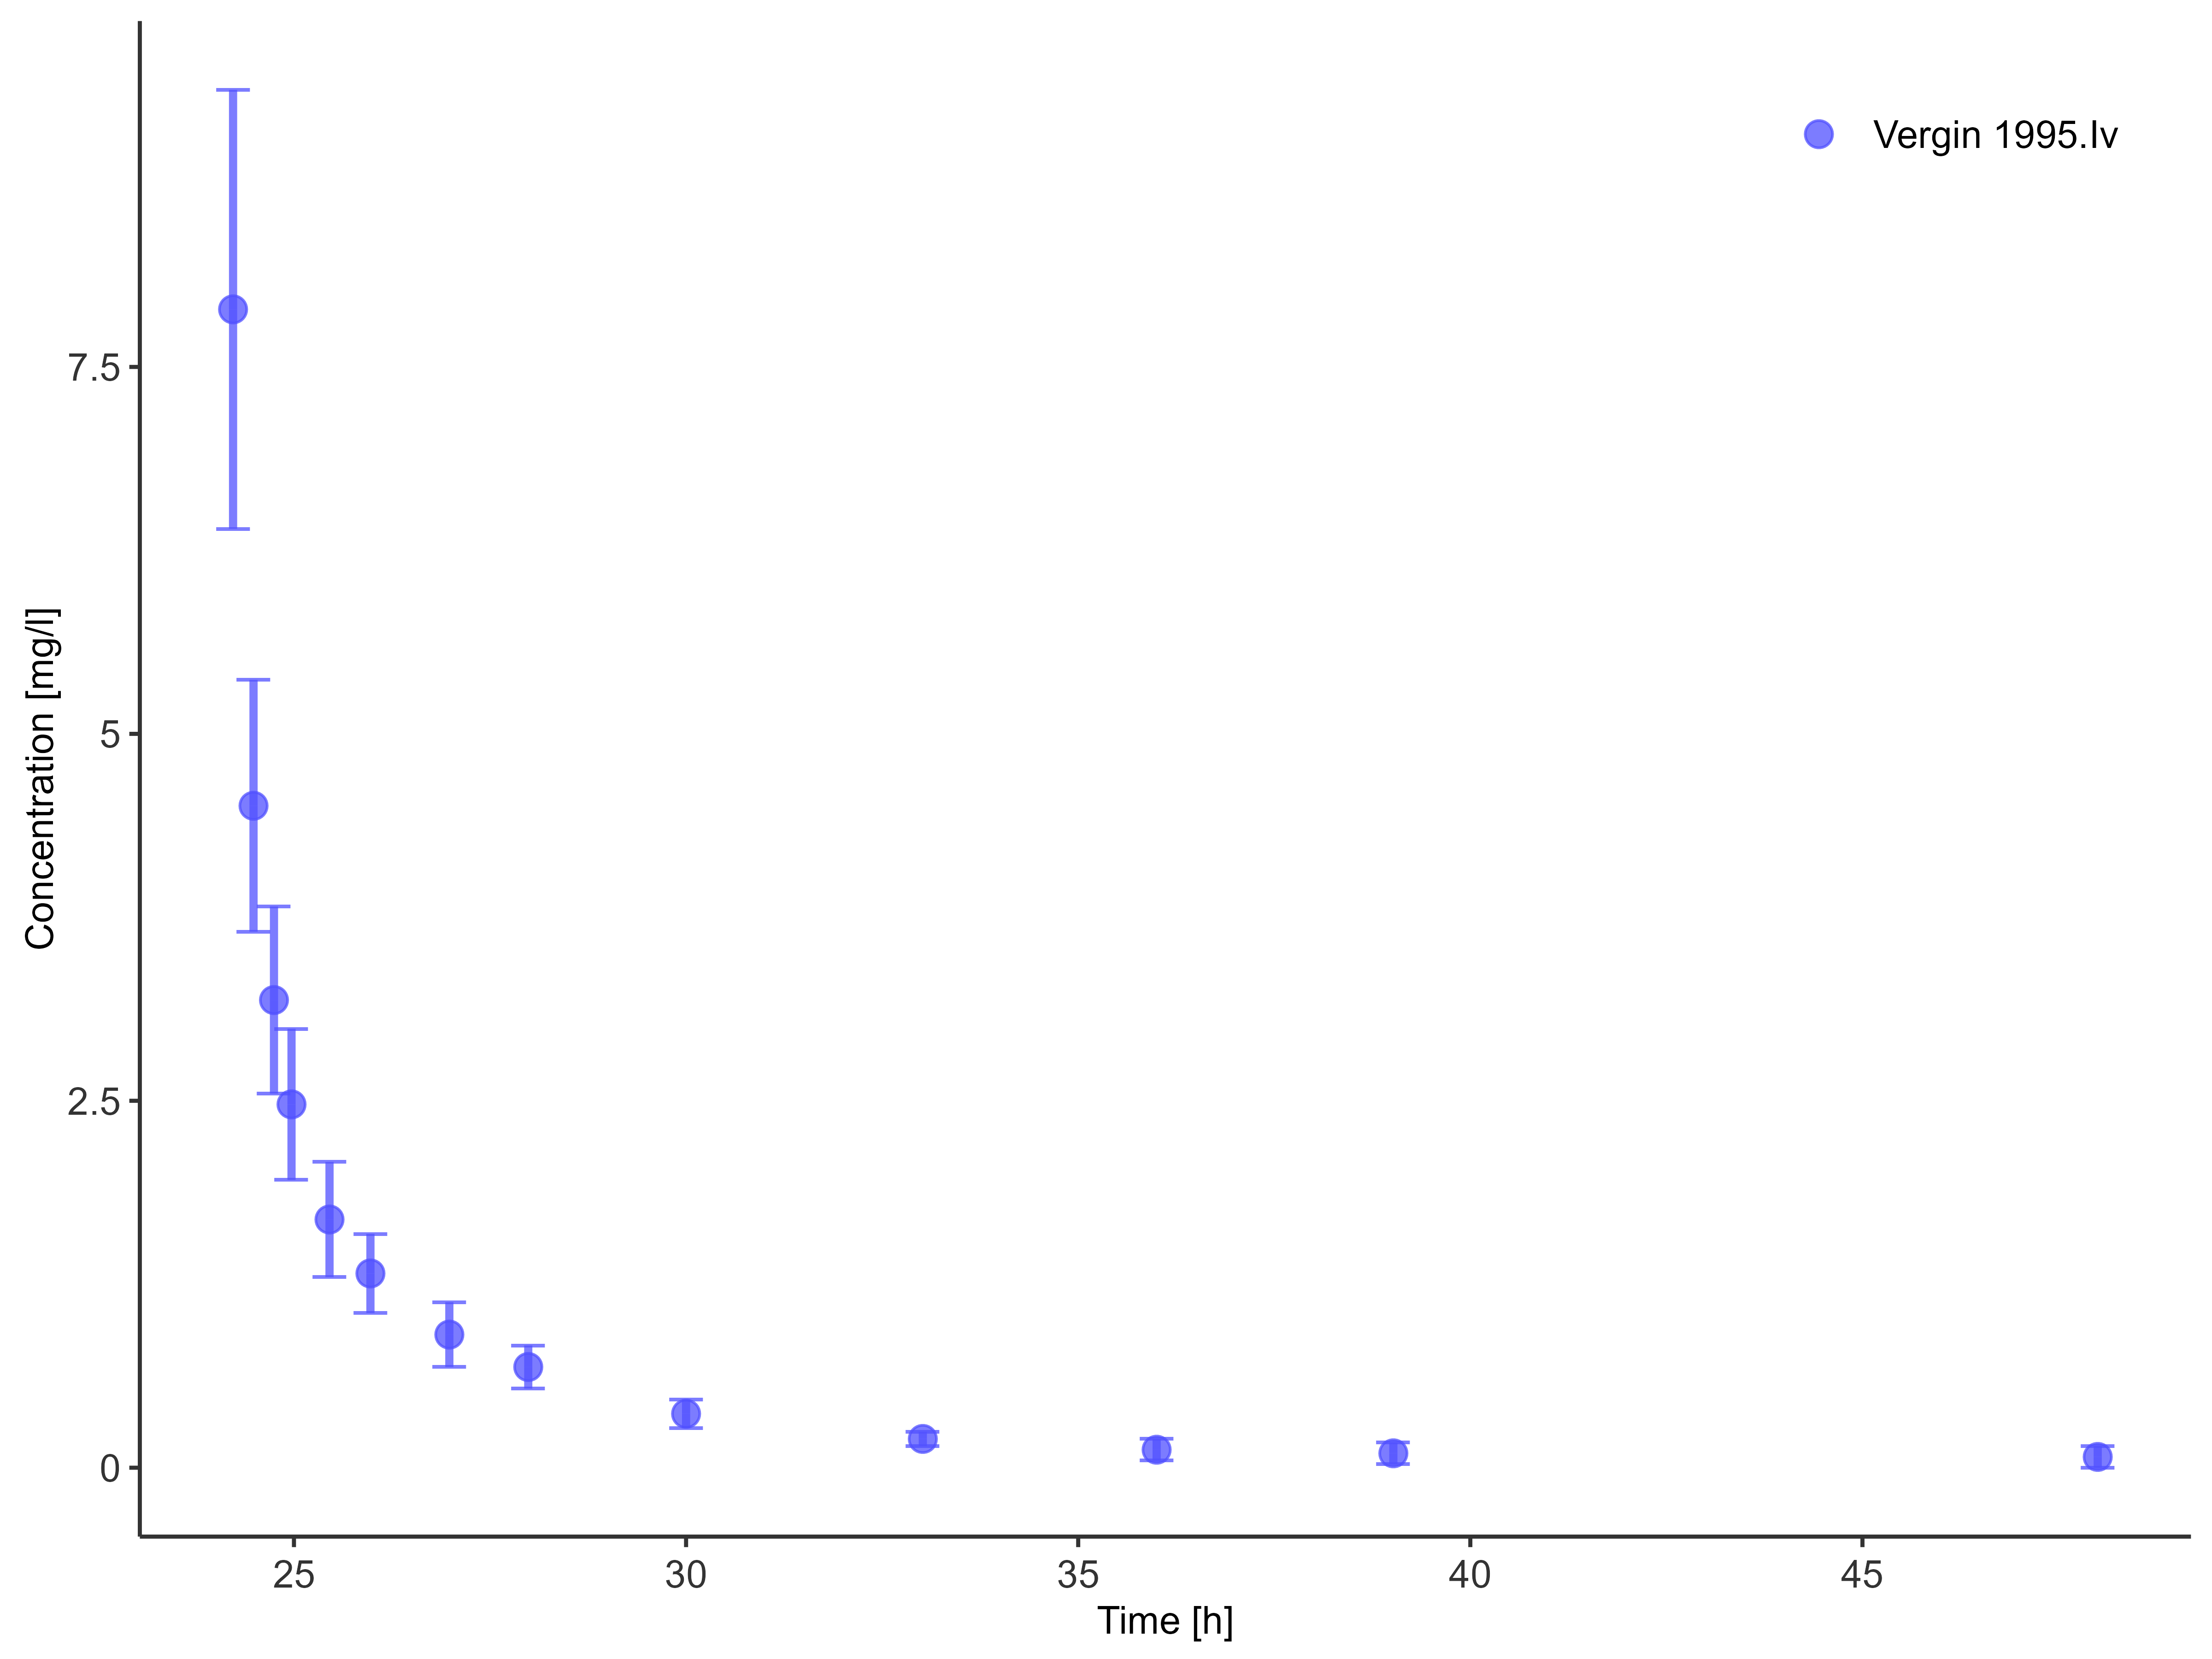 Vergin 1995.Iv
Concentration [mg/l]
7.5
5
2.5
0
25 30 35 40 45
Time [h]